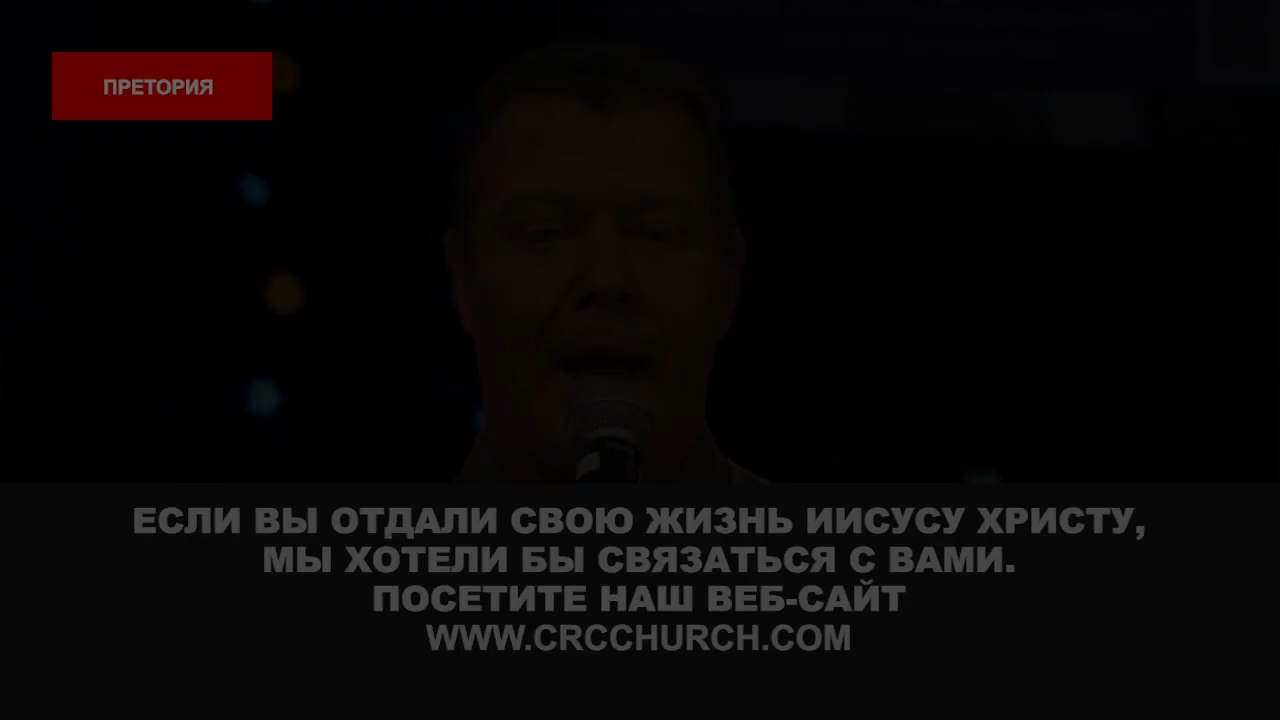 ПРЕТОРИЯ
ЕСЛИ ВЫ ОТДАЛИ СВОЮ ЖИЗНЬ ИИСУСУ ХРИСТУ,
МЫ ХОТЕЛИ БЫ СВЯЗАТЬСЯ С ВАМИ.
ПОСЕТИТЕ НАШ ВЕБ-САЙТ
WWW.CRCCHURCH.COM